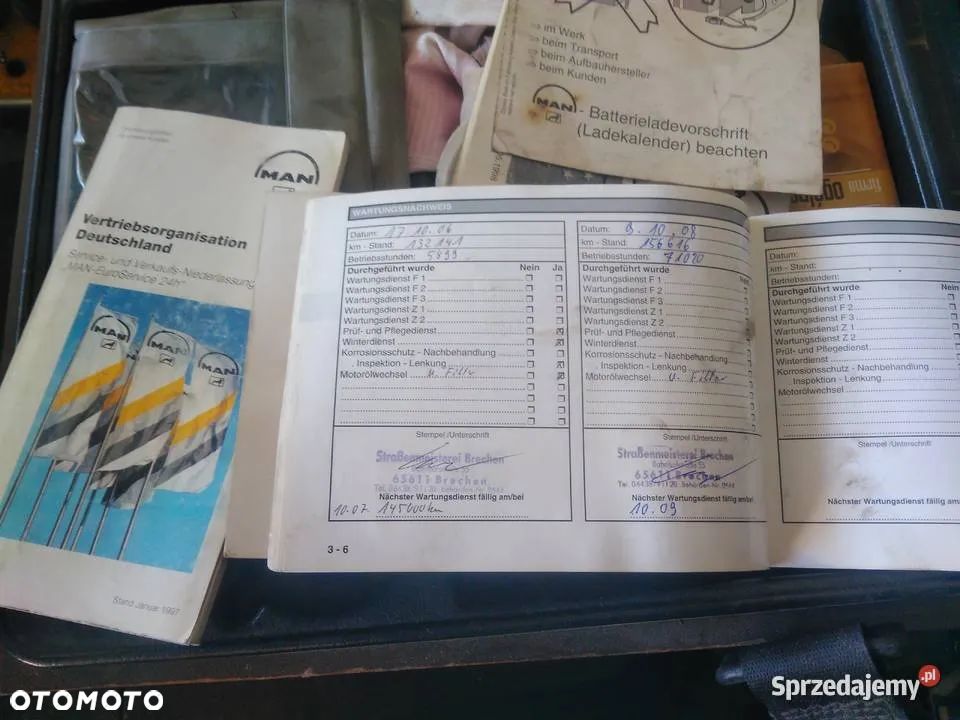 ⇨ im Werk
⇨ beim Transport
⇨ beim Aufbauhersteller
⇨ beim Kunden
MAN
- Batterieladevorschrift
(Ladekalender) beachten
firma
MAN
Vertriebsorganisation
Deutschland
Service- und Verkaufs-Niederlassung
"MAN-EuroService 24h"
MAN
MAN
MAN
Stand Januar 1997
WARTUNGSNACHWEIS
Datum: 17.10.06
km - Stand: 132141
Betriebsstunden: 5899
Durchgeführt wurde Nein Ja
Wartungsdienst F 1
Wartungsdienst F 2
Wartungsdienst F 3
Wartungsdienst Z 1
Wartungsdienst Z 2
Prüf- und Pflegedienst
Winterdienst
Korrosionsschutz - Nachbehandlung
. Inspektion - Lenkung
Motorölwechsel u. Filter
Stempel /Unterschrift
Straßenmeisterei Brechen
65611 Brechen
Nächster Wartungsdienst fällig am/bei
10.07 145000km
3 - 6
Datum: 9.10.08
km - Stand: 156616
Betriebsstunden: 71020
Durchgeführt wurde
Wartungsdienst F 1
Wartungsdienst F 2
Wartungsdienst F 3
Wartungsdienst Z 1
Wartungsdienst Z 2
Prüf- und Pflegedienst
Winterdienst
Korrosionsschutz - Nachbehandlung
. Inspektion - Lenkung
Motorölwechsel u. Filter
Stempel /Unterschrift
Straßenmeisterei Brechen
65611 Brechen
Nächster Wartungsdienst fällig am/bei
10.09
Datum:
km - Stand:
Betriebsstunden:
Durchgeführt wurde Nein
Wartungsdienst F 1
Wartungsdienst F 2
Wartungsdienst F 3
Wartungsdienst Z 1
Wartungsdienst Z 2
Prüf- und Pflegedienst
Winterdienst
Korrosionsschutz - Nachbehandlung
. Inspektion - Lenkung
Motorölwechsel
Stempel /Unterschrift
Nächster Wartungsdienst fällig am/bei
OTOMOTO
Sprzedajemy.pl